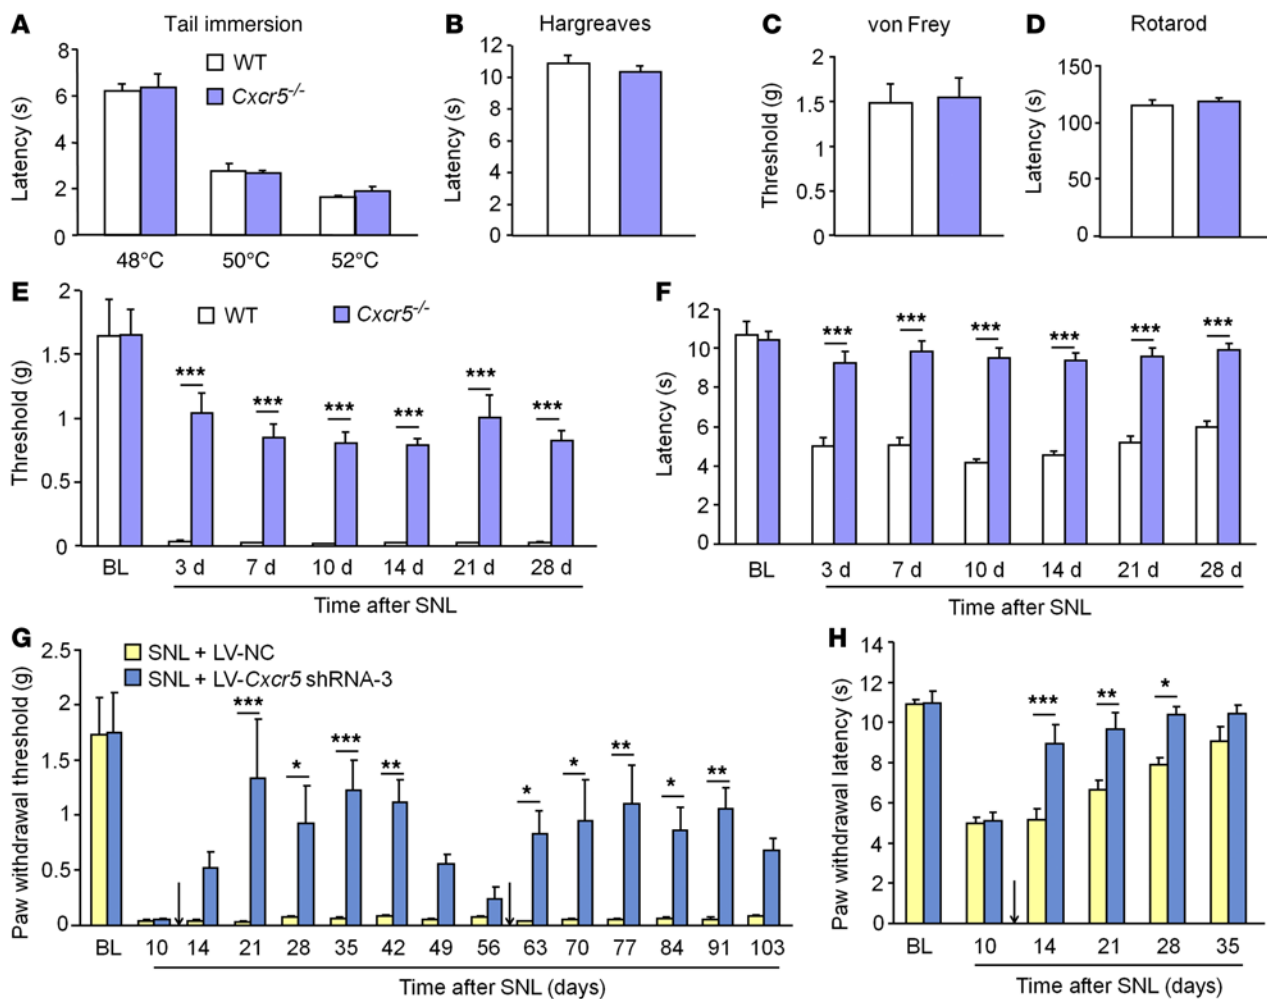 A Tail immersion
Latency (s)
8
6
4
2
0
WT
Cxcr5-/-
48°C 50°C 52°C
B Hargreaves
Latency (s)
12
10
8
6
4
2
0
C von Frey
Threshold (g)
2
1.5
1
0.5
0
D Rotarod
Latency (s)
150
100
50
0
E
Threshold (g)
2
1.5
1
0.5
0
WT Cxcr5-/-
*** *** *** *** *** ***
BL 3 d 7 d 10 d 14 d 21 d 28 d
Time after SNL
F
Latency (s)
12
10
8
6
4
2
0
*** *** *** *** *** ***
BL 3 d 7 d 10 d 14 d 21 d 28 d
Time after SNL
G
Paw withdrawal threshold (g)
2.5
2
1.5
1
0.5
0
SNL + LV-NC
SNL + LV-Cxcr5 shRNA-3
*** * *** ** * * ** * **
BL 10 14 21 28 35 42 49 56 63 70 77 84 91 103
Time after SNL (days)
H
Paw withdrawal latency (s)
14
12
10
8
6
4
2
0
*** ** *
BL 10 14 21 28 35
Time after SNL (days)